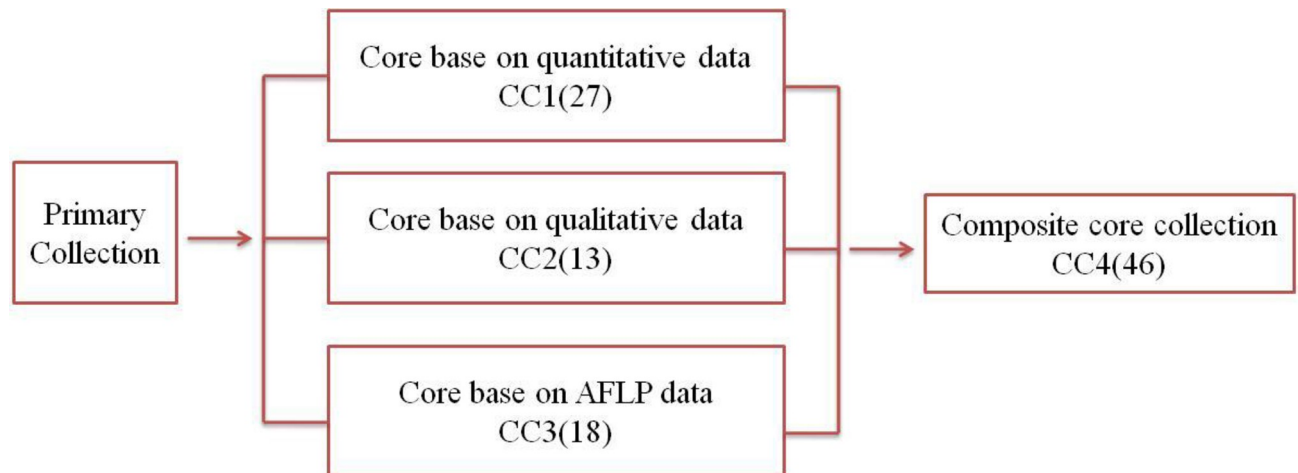 Primary
Collection
Core base on quantitative data
CC1(27)
Core base on qualitative data
CC2(13)
Core base on AFLP data
CC3(18)
Composite core collection
CC4(46)